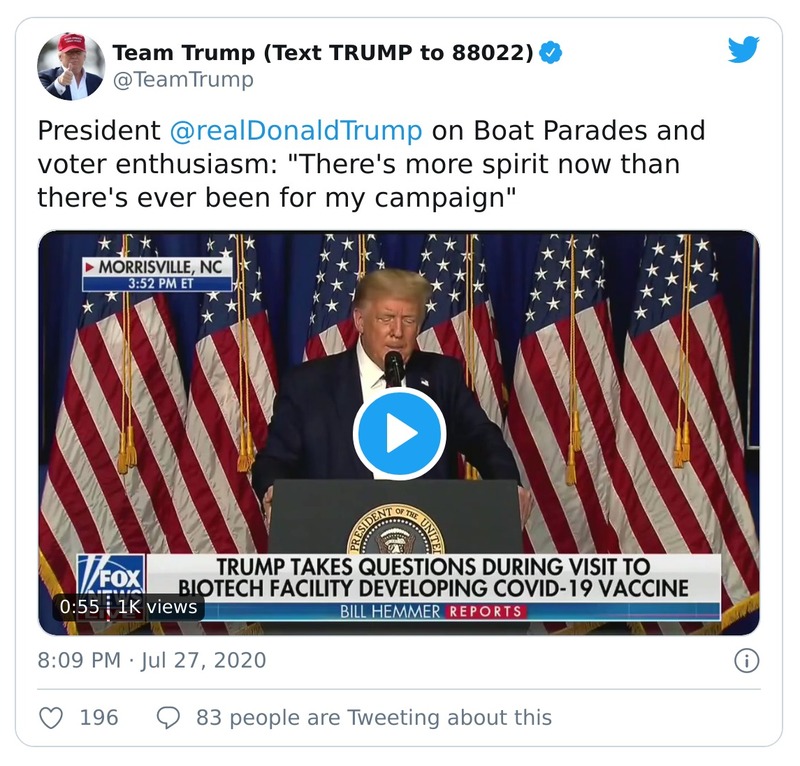 Team Trump (Text TRUMP to 88022)
@TeamTrump
President @realDonaldTrump on Boat Parades and
voter enthusiasm: "There's more spirit now than
there's ever been for my campaign"
MORRISVILLE, NC
3:52 PM ET
PRESIDENT OF THE UNITED
TRUMP TAKES QUESTIONS DURING VISIT TO
BIOTECH FACILITY DEVELOPING COVID-19 VACCINE
FOX
NEWS
0:55 1K views
BILL HEMMER REPORTS
8:09 PM · Jul 27, 2020
196 83 people are Tweeting about this